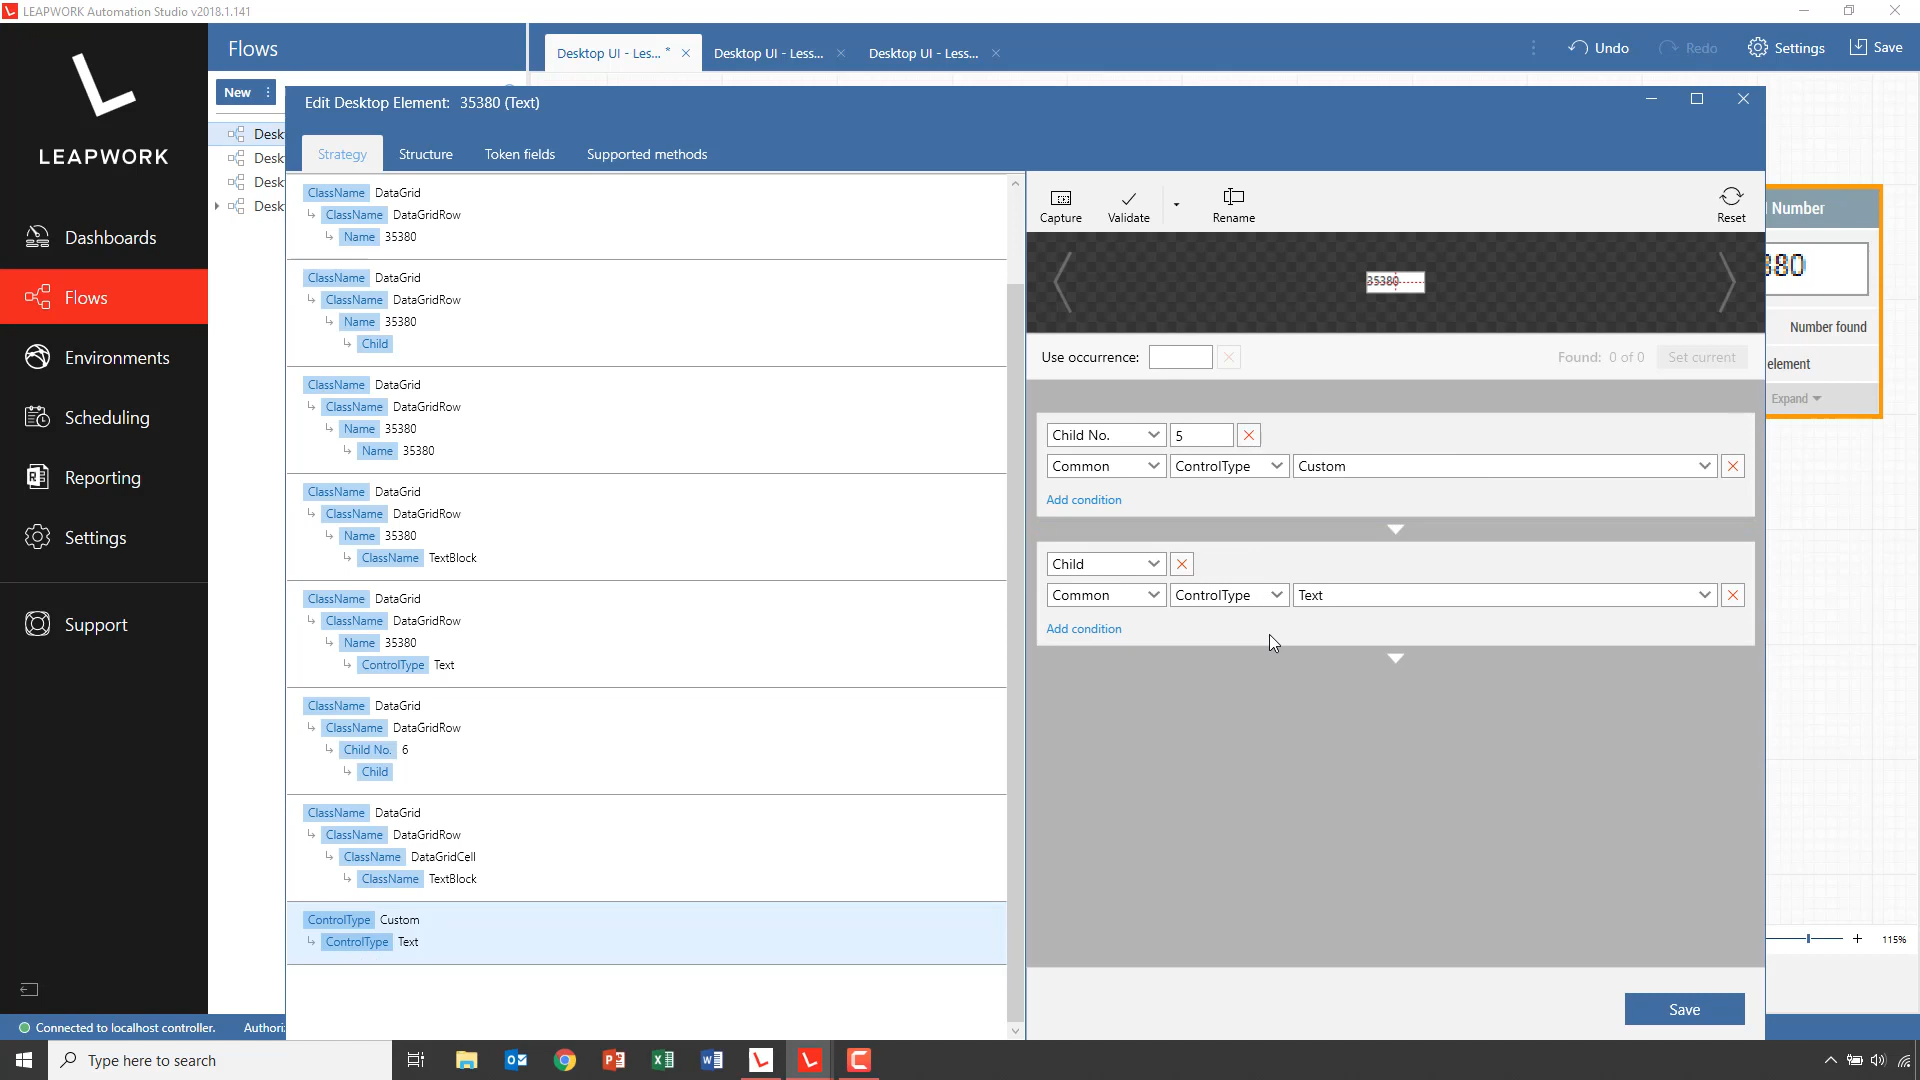 LEAPWORK Automation Studio v2018.1.141
LEAPWORK
Dashboards
Flows
Environments
Scheduling
Reporting
Settings
Support
Flows
New
Desk
Desk
Desk
Desk
Desktop UI - Les... *
Desktop UI - Less...
Desktop UI - Less...
Undo
Redo
Settings
Save
Edit Desktop Element: 35380 (Text)
Strategy
Structure
Token fields
Supported methods
ClassName DataGrid
ClassName DataGridRow
Name 35380
ClassName DataGrid
ClassName DataGridRow
Name 35380
Child
ClassName DataGrid
ClassName DataGridRow
Name 35380
Name 35380
ClassName DataGrid
ClassName DataGridRow
Name 35380
ClassName TextBlock
ClassName DataGrid
ClassName DataGridRow
Name 35380
ControlType Text
ClassName DataGrid
ClassName DataGridRow
Child No. 6
Child
ClassName DataGrid
ClassName DataGridRow
ClassName DataGridCell
ClassName TextBlock
ControlType Custom
ControlType Text
Capture
Validate
Rename
Reset
35380
Use occurrence:
Found: 0 of 0
Set current
Child No. 5
Common ControlType Custom
Add condition
Child
Common ControlType Text
Add condition
Save
Number
380
Number found
element
Expand
115%
Connected to localhost controller.
Authori
Type here to search